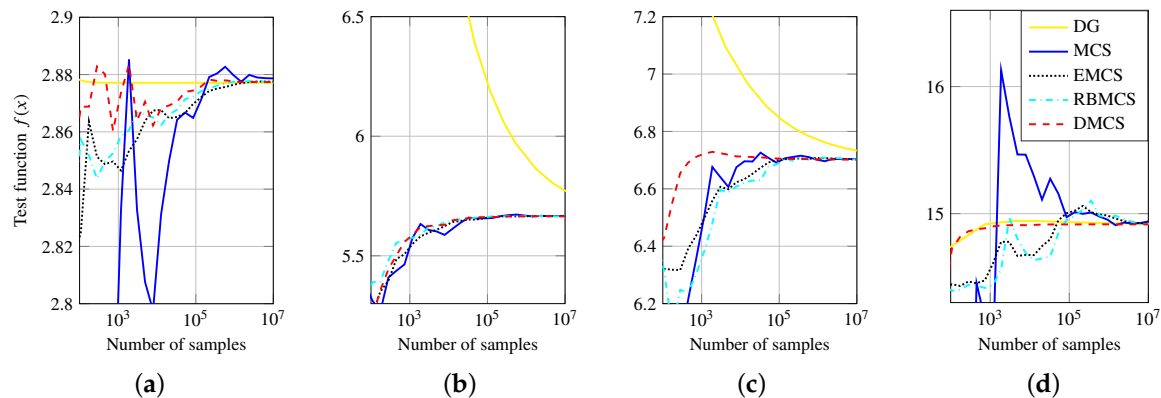 2.9
2.88
2.86
2.84
2.82
2.8
10^3
10^5
10^7
Test function f(x)
Number of samples
(a)
6.5
6
5.5
10^3
10^5
10^7
Number of samples
(b)
7.2
7
6.8
6.6
6.4
6.2
10^3
10^5
10^7
Number of samples
(c)
16
15
10^3
10^5
10^7
Number of samples
(d)
DG
MCS
EMCS
RBMCS
DMCS